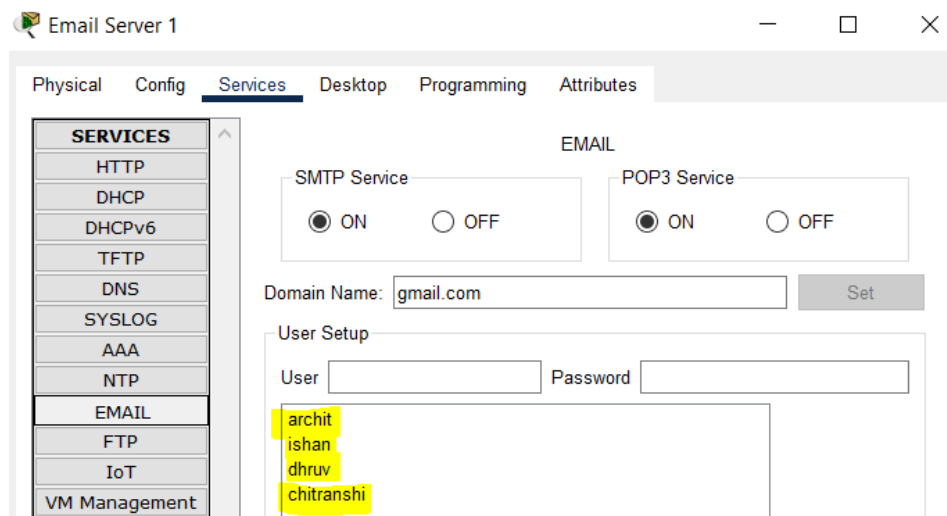 Email Server 1
Physical Config Services Desktop Programming Attributes
SERVICES
HTTP
DHCP
DHCPv6
TFTP
DNS
SYSLOG
AAA
NTP
EMAIL
FTP
IoT
VM Management
EMAIL
SMTP Service POP3 Service
ON OFF ON OFF
Domain Name: gmail.com Set
User Setup
User Password
archit
ishan
dhruv
chitranshi